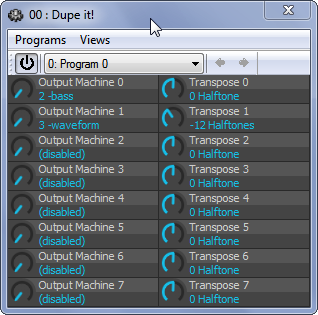 00 : Dupe it!
Programs Views
0: Program 0
Output Machine 0 Transpose 0
2 -bass 0 Halftone
Output Machine 1 Transpose 1
3 -waveform -12 Halftones
Output Machine 2 Transpose 2
(disabled) 0 Halftone
Output Machine 3 Transpose 3
(disabled) 0 Halftone
Output Machine 4 Transpose 4
(disabled) 0 Halftone
Output Machine 5 Transpose 5
(disabled) 0 Halftone
Output Machine 6 Transpose 6
(disabled) 0 Halftone
Output Machine 7 Transpose 7
(disabled) 0 Halftone